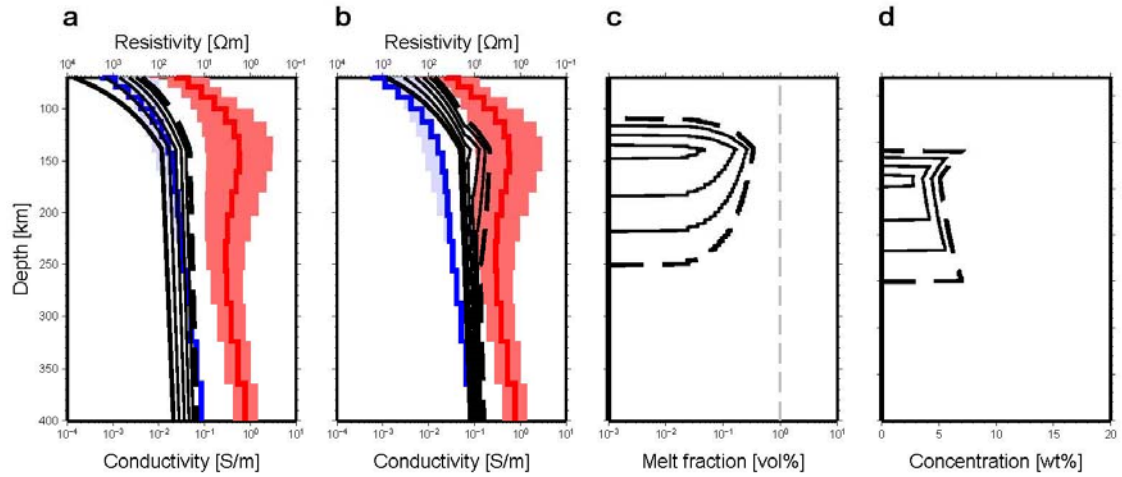 a b c d
Resistivity [Ωm] Resistivity [Ωm]
10⁴ 10³ 10² 10¹ 10⁰ 10⁻¹ 10⁴ 10³ 10² 10¹ 10⁰ 10⁻¹
Depth [km]
100
150
200
250
300
350
400
10⁻⁴ 10⁻³ 10⁻² 10⁻¹ 10⁰ 10¹ 10⁻⁴ 10⁻³ 10⁻² 10⁻¹ 10⁰ 10¹ 10⁻³ 10⁻² 10⁻¹ 10⁰ 10¹ 0 5 10 15 20
Conductivity [S/m] Conductivity [S/m] Melt fraction [vol%] Concentration [wt%]